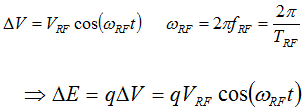 ΔV = V_RF cos(ω_RF t)   ω_RF = 2πf_RF = 2π/T_RF
⇒ ΔE = qΔV = qV_RF cos(ω_RF t)